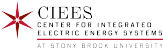 CIEES
CENTER FOR INTEGRATED
ELECTRIC ENERGY SYSTEMS
AT STONY BROOK UNIVERSITY